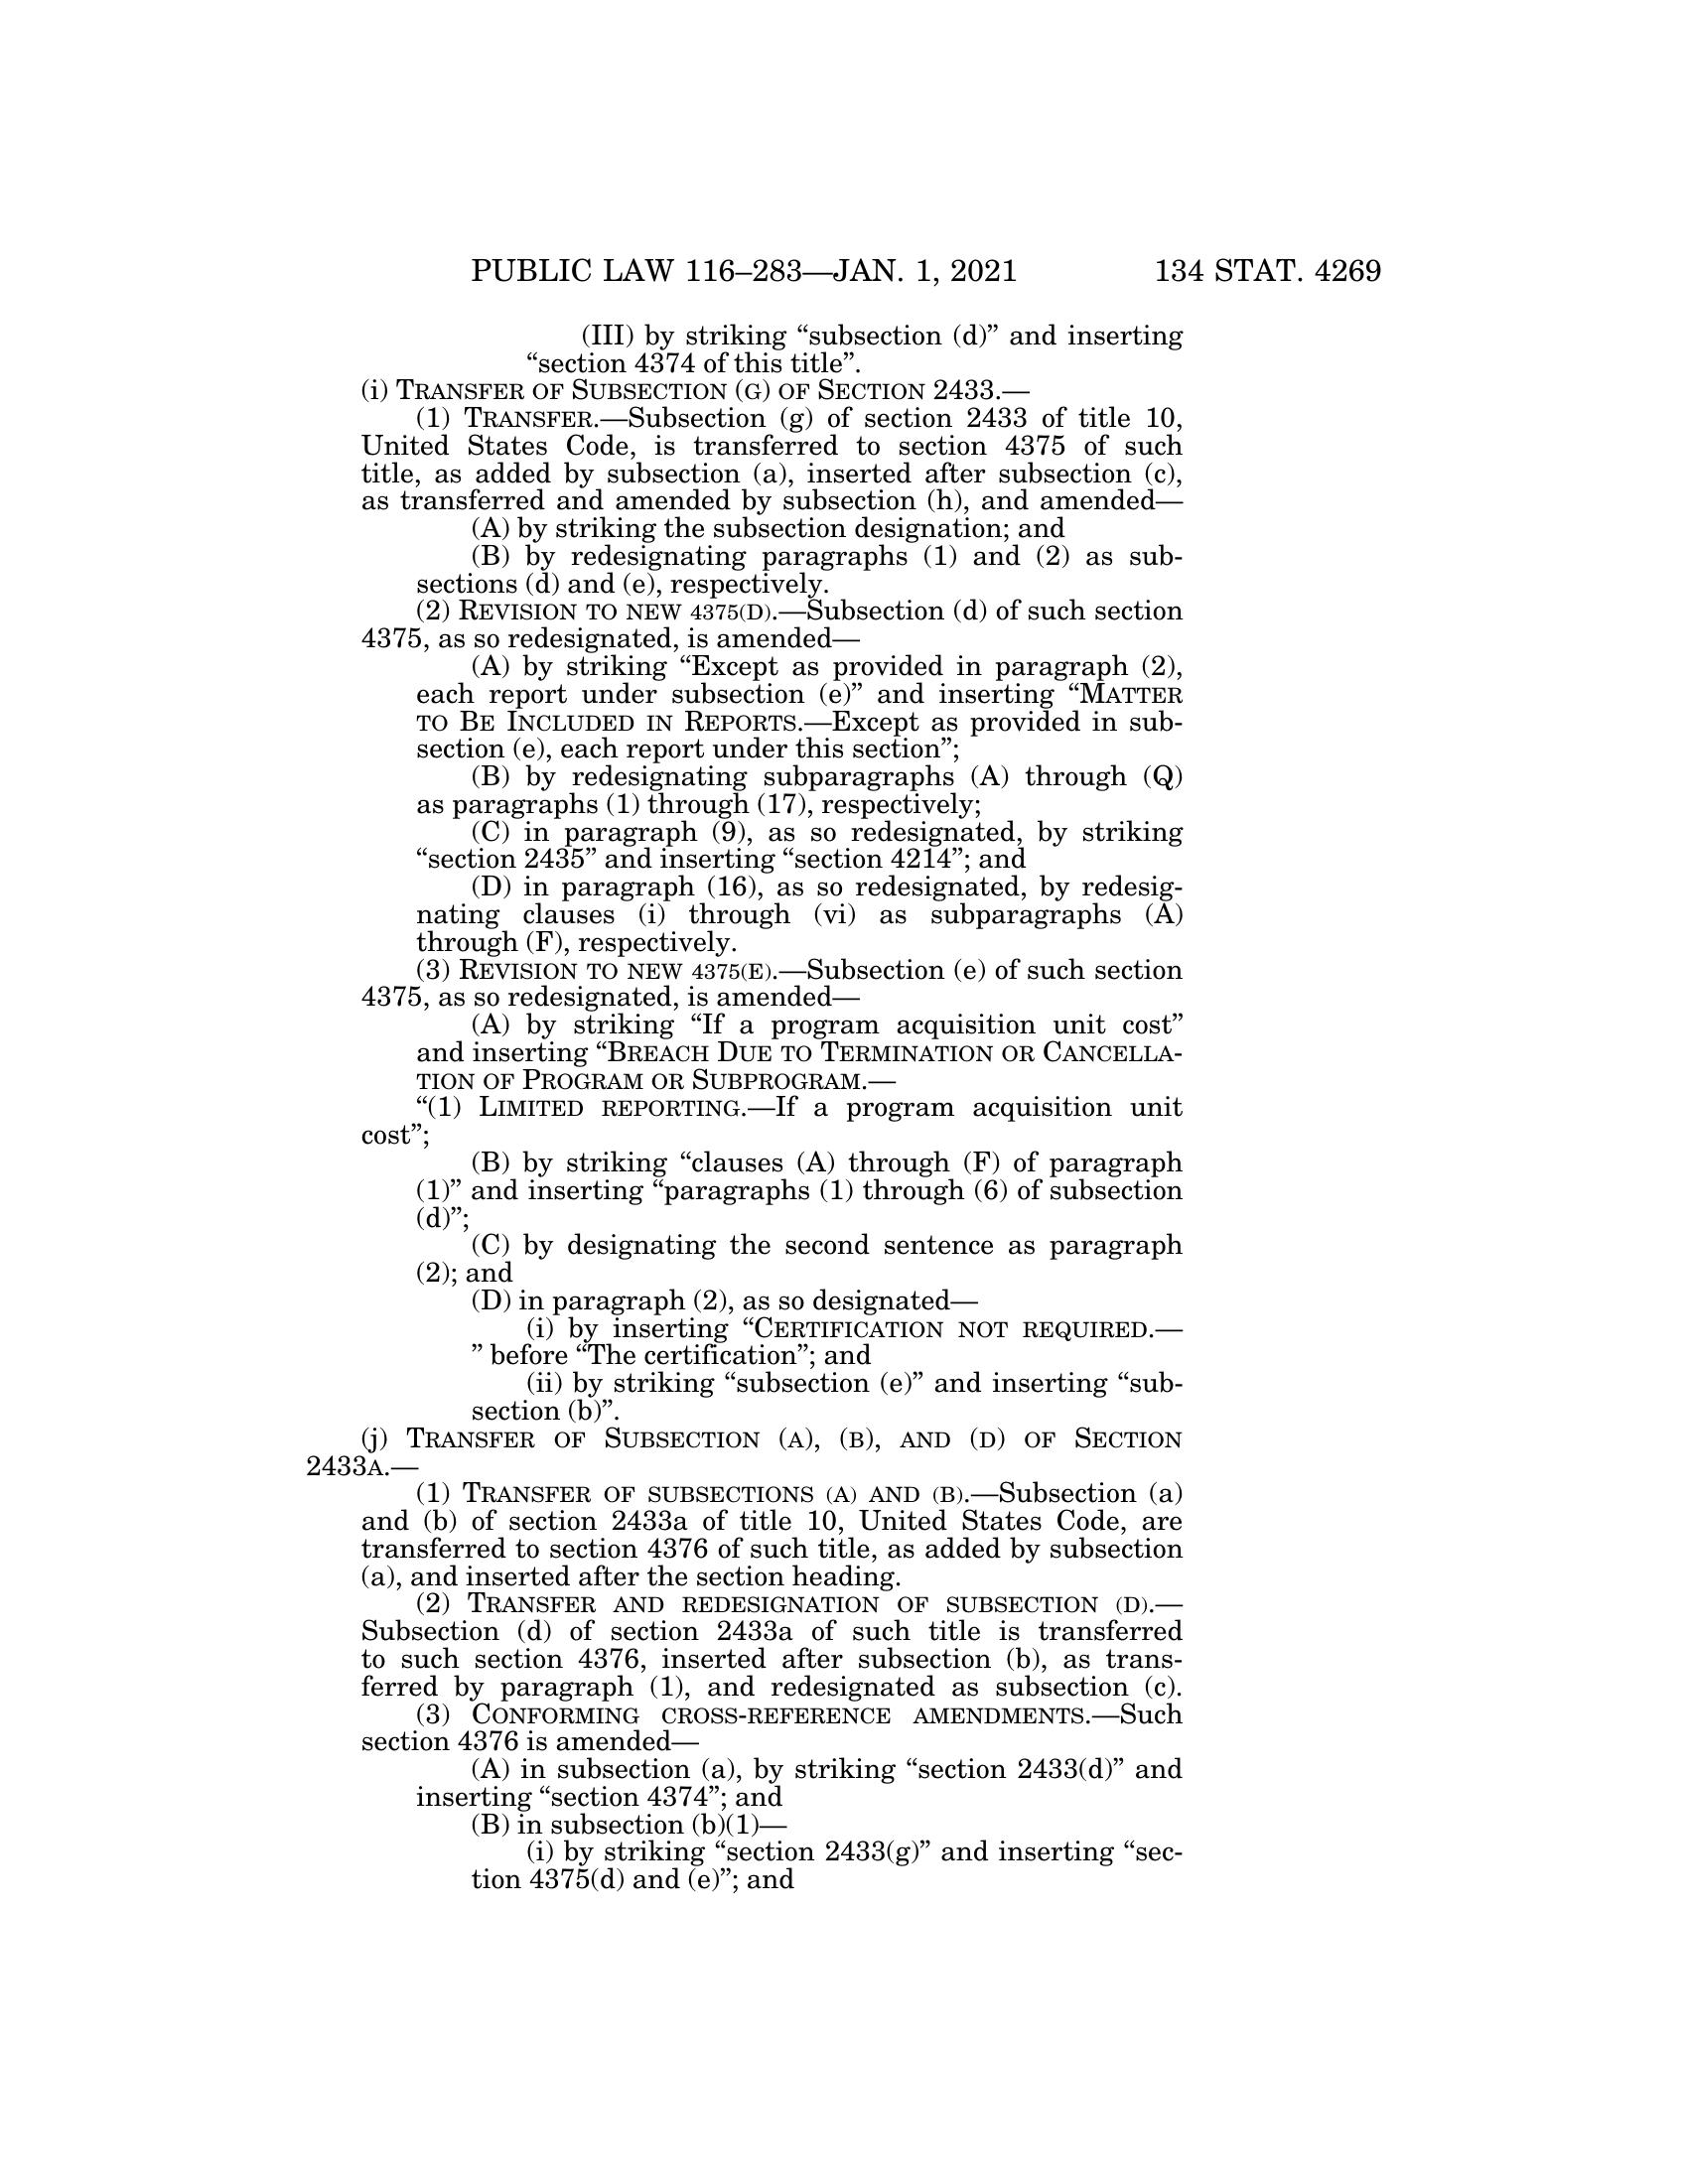 PUBLIC LAW 116–283—JAN. 1, 2021 134 STAT. 4269
(III) by striking “subsection (d)” and inserting
“section 4374 of this title”.
(i) TRANSFER OF SUBSECTION (G) OF SECTION 2433.—
(1) TRANSFER.—Subsection (g) of section 2433 of title 10,
United States Code, is transferred to section 4375 of such
title, as added by subsection (a), inserted after subsection (c),
as transferred and amended by subsection (h), and amended—
(A) by striking the subsection designation; and
(B) by redesignating paragraphs (1) and (2) as sub-
sections (d) and (e), respectively.
(2) REVISION TO NEW 4375(D).—Subsection (d) of such section
4375, as so redesignated, is amended—
(A) by striking “Except as provided in paragraph (2),
each report under subsection (e)” and inserting “MATTER
TO BE INCLUDED IN REPORTS.—Except as provided in sub-
section (e), each report under this section”;
(B) by redesignating subparagraphs (A) through (Q)
as paragraphs (1) through (17), respectively;
(C) in paragraph (9), as so redesignated, by striking
“section 2435” and inserting “section 4214”; and
(D) in paragraph (16), as so redesignated, by redesig-
nating clauses (i) through (vi) as subparagraphs (A)
through (F), respectively.
(3) REVISION TO NEW 4375(E).—Subsection (e) of such section
4375, as so redesignated, is amended—
(A) by striking “If a program acquisition unit cost”
and inserting “BREACH DUE TO TERMINATION OR CANCELLA-
TION OF PROGRAM OR SUBPROGRAM.—
“(1) LIMITED REPORTING.—If a program acquisition unit
cost”;
(B) by striking “clauses (A) through (F) of paragraph
(1)” and inserting “paragraphs (1) through (6) of subsection
(d)”;
(C) by designating the second sentence as paragraph
(2); and
(D) in paragraph (2), as so designated—
(i) by inserting “CERTIFICATION NOT REQUIRED.—
” before “The certification”; and
(ii) by striking “subsection (e)” and inserting “sub-
section (b)”.
(j) TRANSFER OF SUBSECTION (A), (B), AND (D) OF SECTION
2433A.—
(1) TRANSFER OF SUBSECTIONS (A) AND (B).—Subsection (a)
and (b) of section 2433a of title 10, United States Code, are
transferred to section 4376 of such title, as added by subsection
(a), and inserted after the section heading.
(2) TRANSFER AND REDESIGNATION OF SUBSECTION (D).—
Subsection (d) of section 2433a of such title is transferred
to such section 4376, inserted after subsection (b), as trans-
ferred by paragraph (1), and redesignated as subsection (c).
(3) CONFORMING CROSS-REFERENCE AMENDMENTS.—Such
section 4376 is amended—
(A) in subsection (a), by striking “section 2433(d)” and
inserting “section 4374”; and
(B) in subsection (b)(1)—
(i) by striking “section 2433(g)” and inserting “sec-
tion 4375(d) and (e)”; and